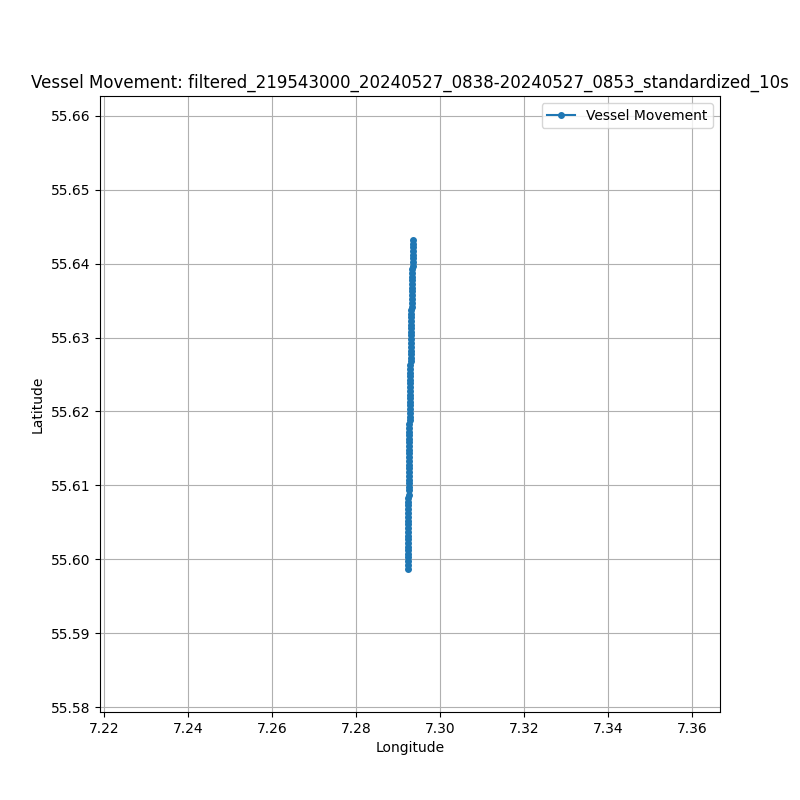 Vessel Movement: filtered_219543000_20240527_0838-20240527_0853_standardized_10s
Vessel Movement
55.66
55.65
55.64
55.63
55.62
55.61
55.60
55.59
55.58
Latitude
7.22 7.24 7.26 7.28 7.30 7.32 7.34 7.36
Longitude